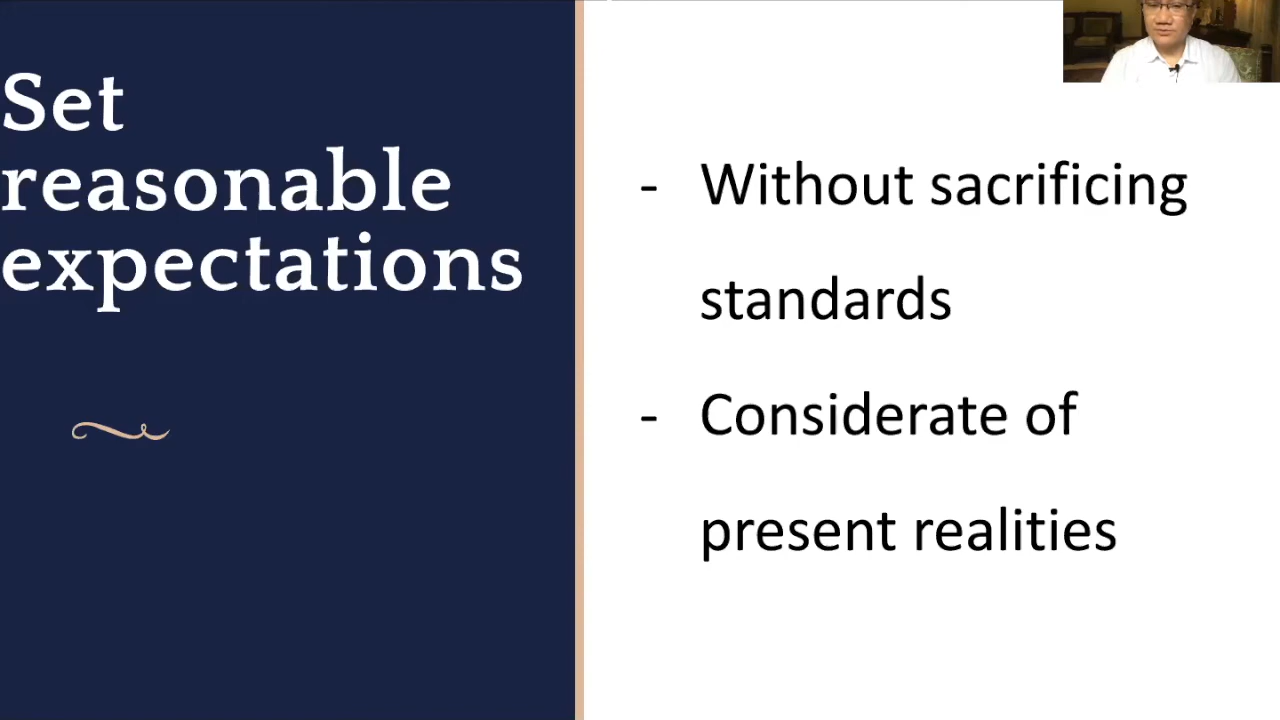 Set
reasonable
expectations
- Without sacrificing
standards
- Considerate of
present realities